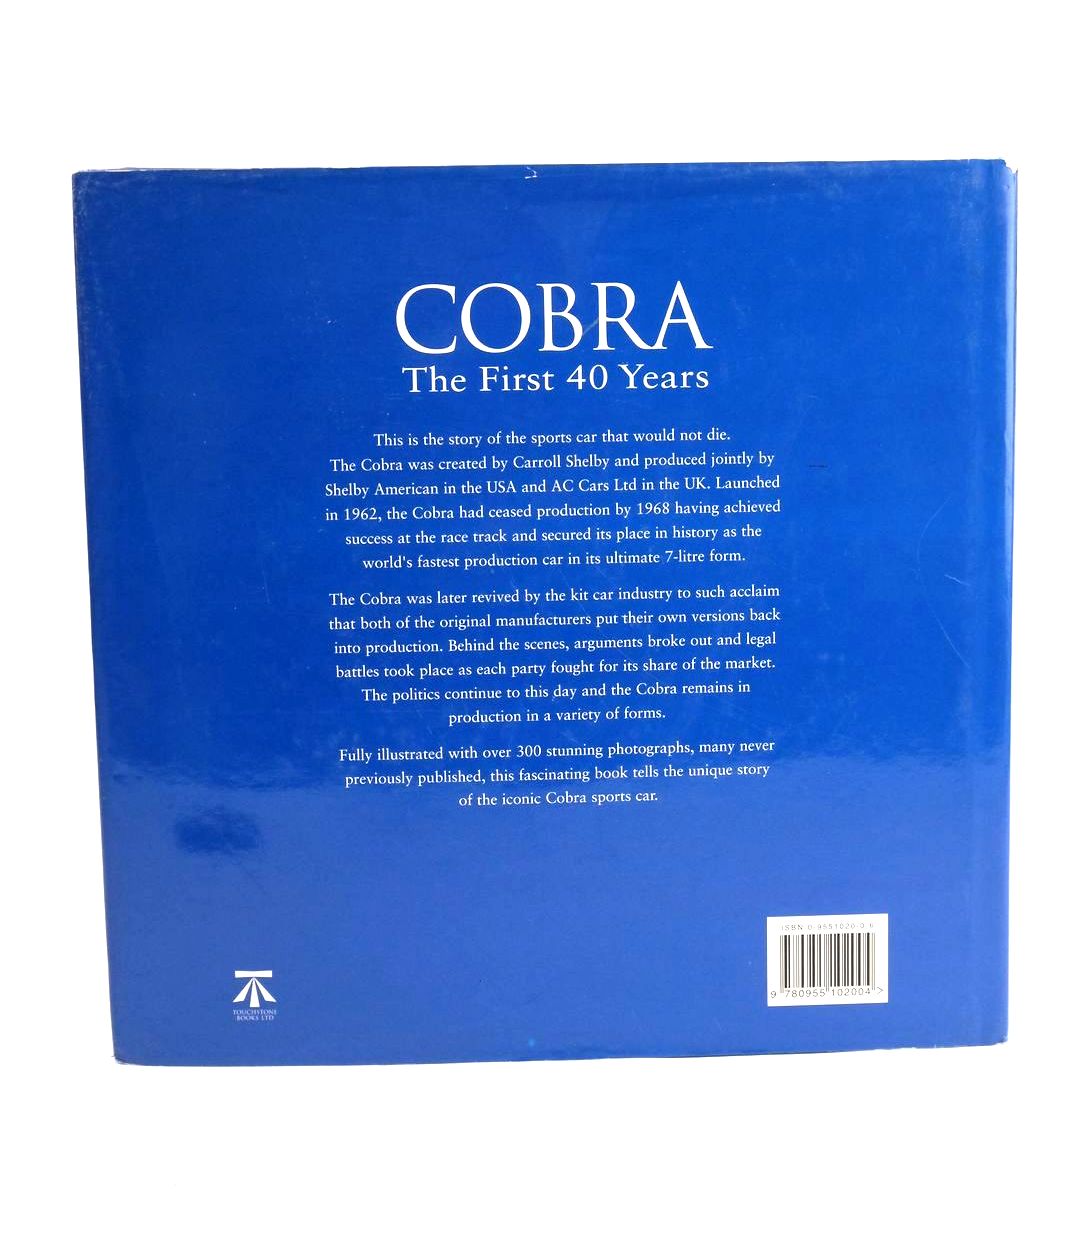 COBRA
The First 40 Years
This is the story of the sports car that would not die.
The Cobra was created by Carroll Shelby and produced jointly by
Shelby American in the USA and AC Cars Ltd in the UK. Launched
in 1962, the Cobra had ceased production by 1968 having achieved
success at the race track and secured its place in history as the
world's fastest production car in its ultimate 7-litre form.
The Cobra was later revived by the kit car industry to such acclaim
that both of the original manufacturers put their own versions back
into production. Behind the scenes, arguments broke out and legal
battles took place as each party fought for its share of the market.
The politics continue to this day and the Cobra remains in
production in a variety of forms.
Fully illustrated with over 300 stunning photographs, many never
previously published, this fascinating book tells the unique story
of the iconic Cobra sports car.
ISBN 0-9551020-0-6
9 780955 102004 >
TOUCHSTONE
BOOKS LTD